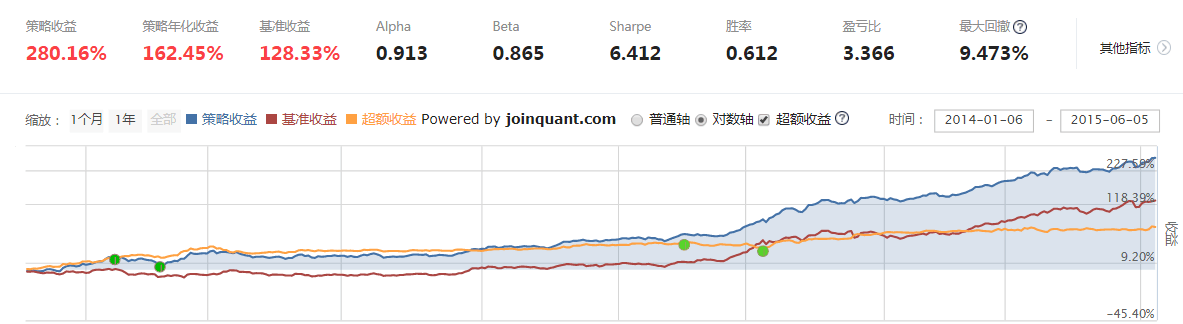 策略收益 策略年化收益 基准收益 Alpha Beta Sharpe 胜率 盈亏比 最大回撤 ?
280.16% 162.45% 128.33% 0.913 0.865 6.412 0.612 3.366 9.473%
其他指标
缩放: 1个月 1年 全部 策略收益 基准收益 超额收益 Powered by joinquant.com 普通轴 对数轴 超额收益 ? 时间: 2014-01-06 - 2015-06-05
227.59%
118.39%
9.20%
-45.40%
收益